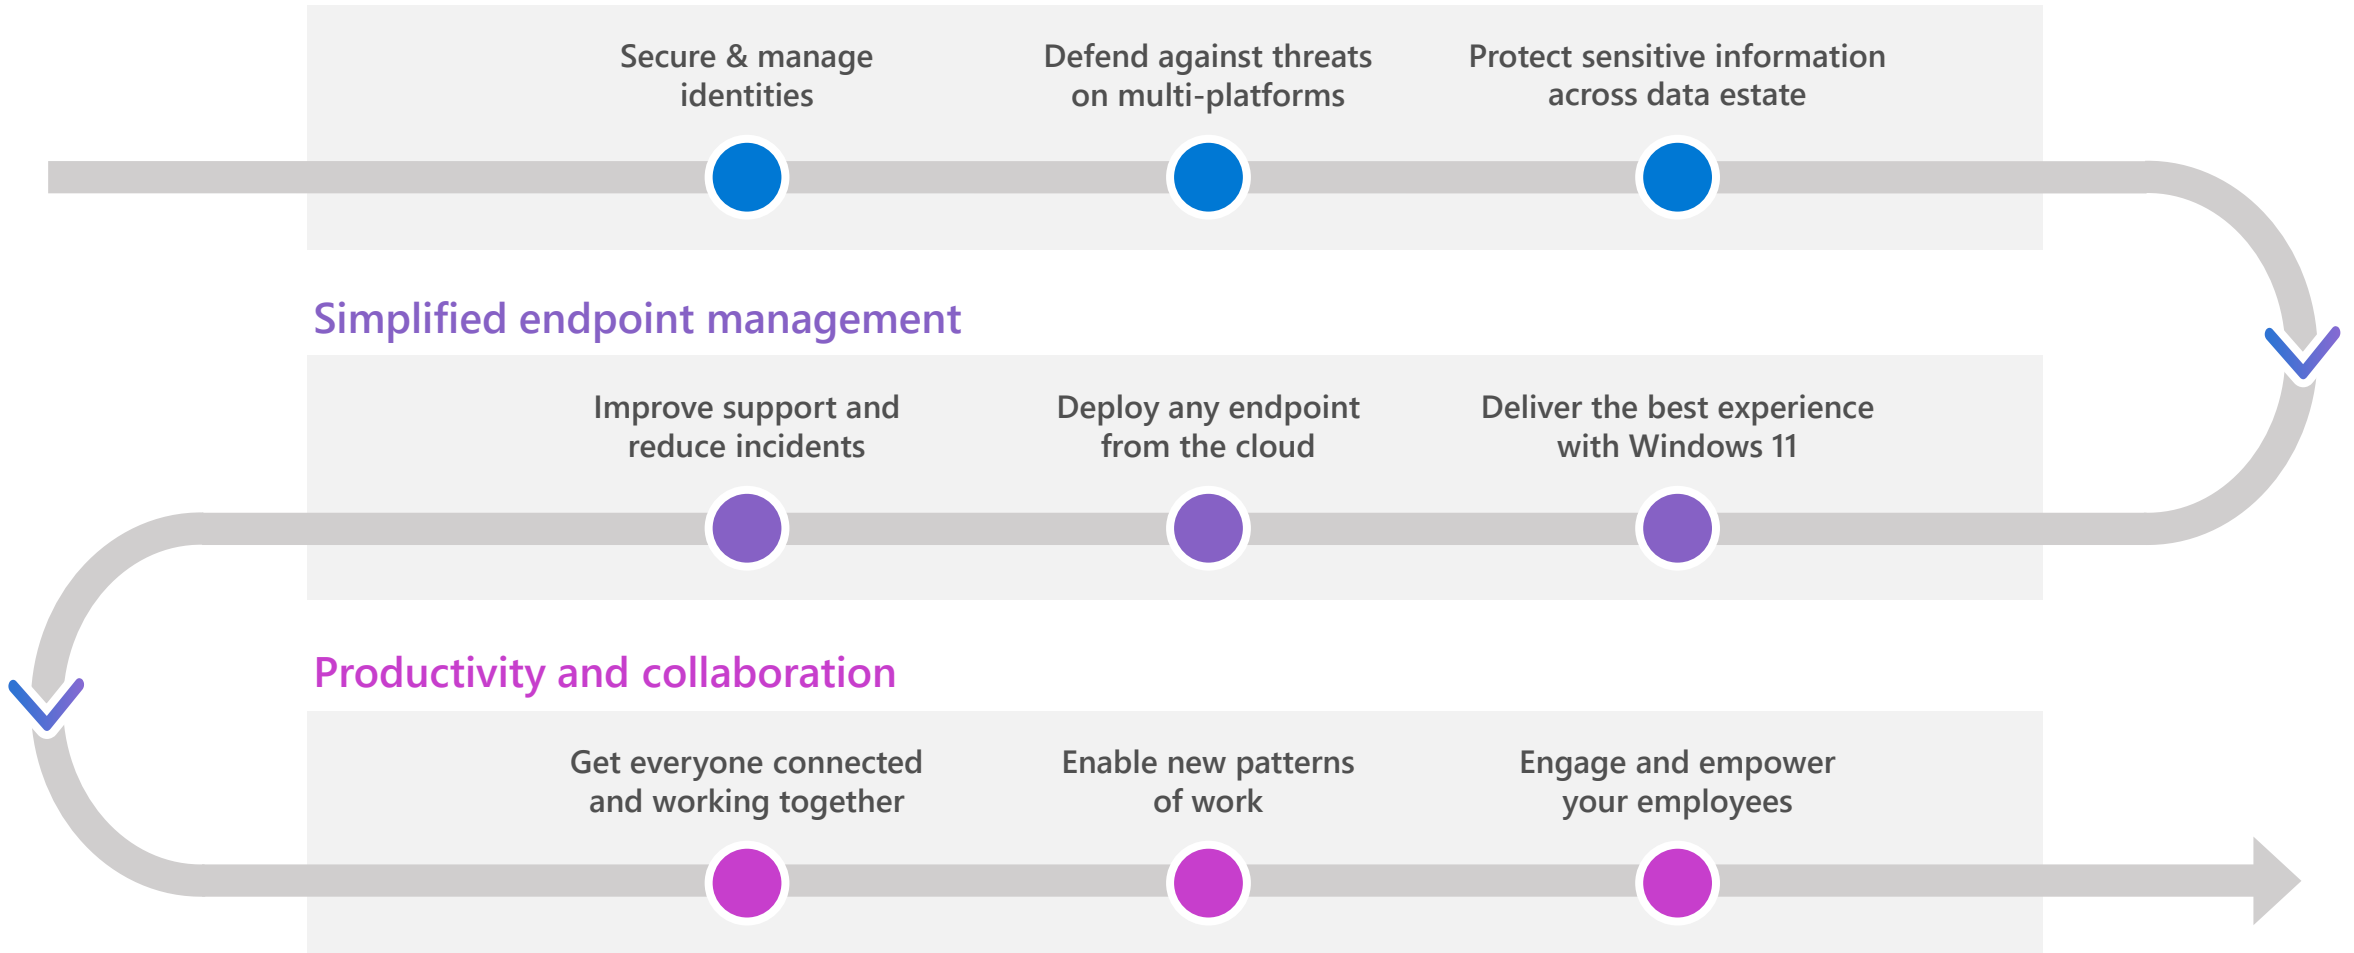 Secure & manage
identities
Defend against threats
on multi-platforms
Protect sensitive information
across data estate
Simplified endpoint management
Improve support and
reduce incidents
Deploy any endpoint
from the cloud
Deliver the best experience
with Windows 11
Productivity and collaboration
Get everyone connected
and working together
Enable new patterns
of work
Engage and empower
your employees